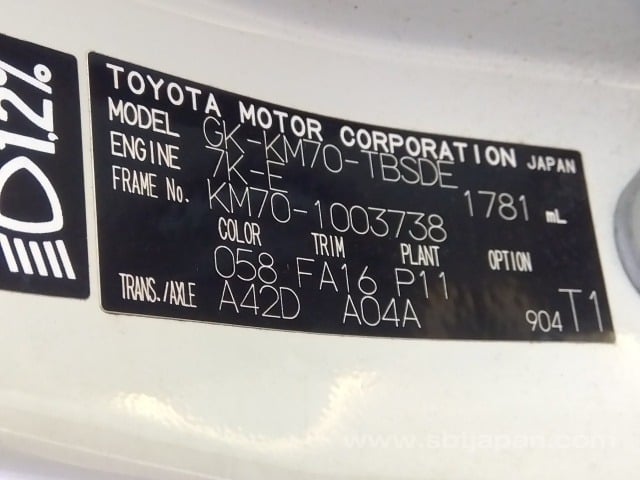 1.2%
TOYOTA MOTOR CORPORATION JAPAN
MODEL GK-KM70-TBSDE
ENGINE 7K-E 1781 mL
FRAME No. KM70-1003738
COLOR TRIM PLANT OPTION
058 FA16 P11
TRANS./AXLE A42D A04A 904 T1
www.sbtjapan.com